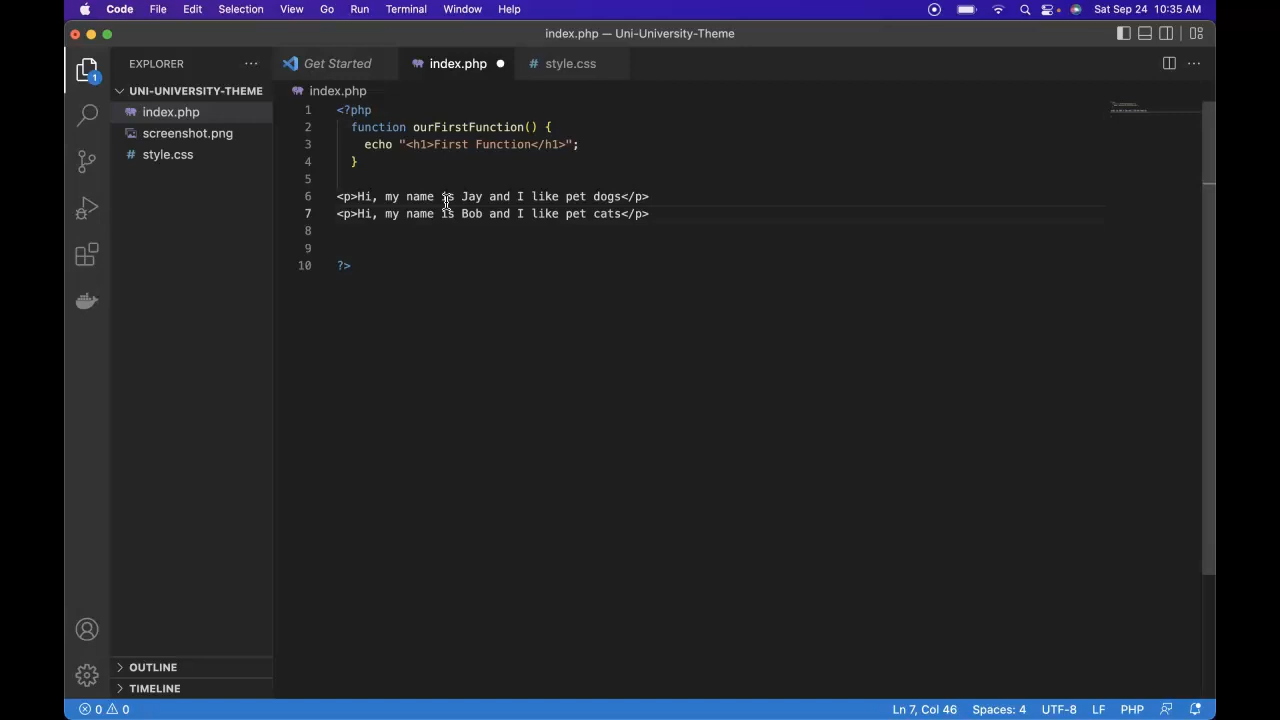 Code File Edit Selection View Go Run Terminal Window Help Sat Sep 24 10:35 AM
index.php — Uni-University-Theme
EXPLORER ··· Get Started index.php style.css ···
UNI-UNIVERSITY-THEME index.php
index.php
screenshot.png
style.css
1
1 <?php
2 function ourFirstFunction() {
3 echo "<h1>First Function</h1>";
4 }
5
6 <p>Hi, my name is Jay and I like pet dogs</p>
7 <p>Hi, my name is Bob and I like pet cats</p>
8
9
10 ?>
OUTLINE
TIMELINE
0 0 Ln 7, Col 46 Spaces: 4 UTF-8 LF PHP